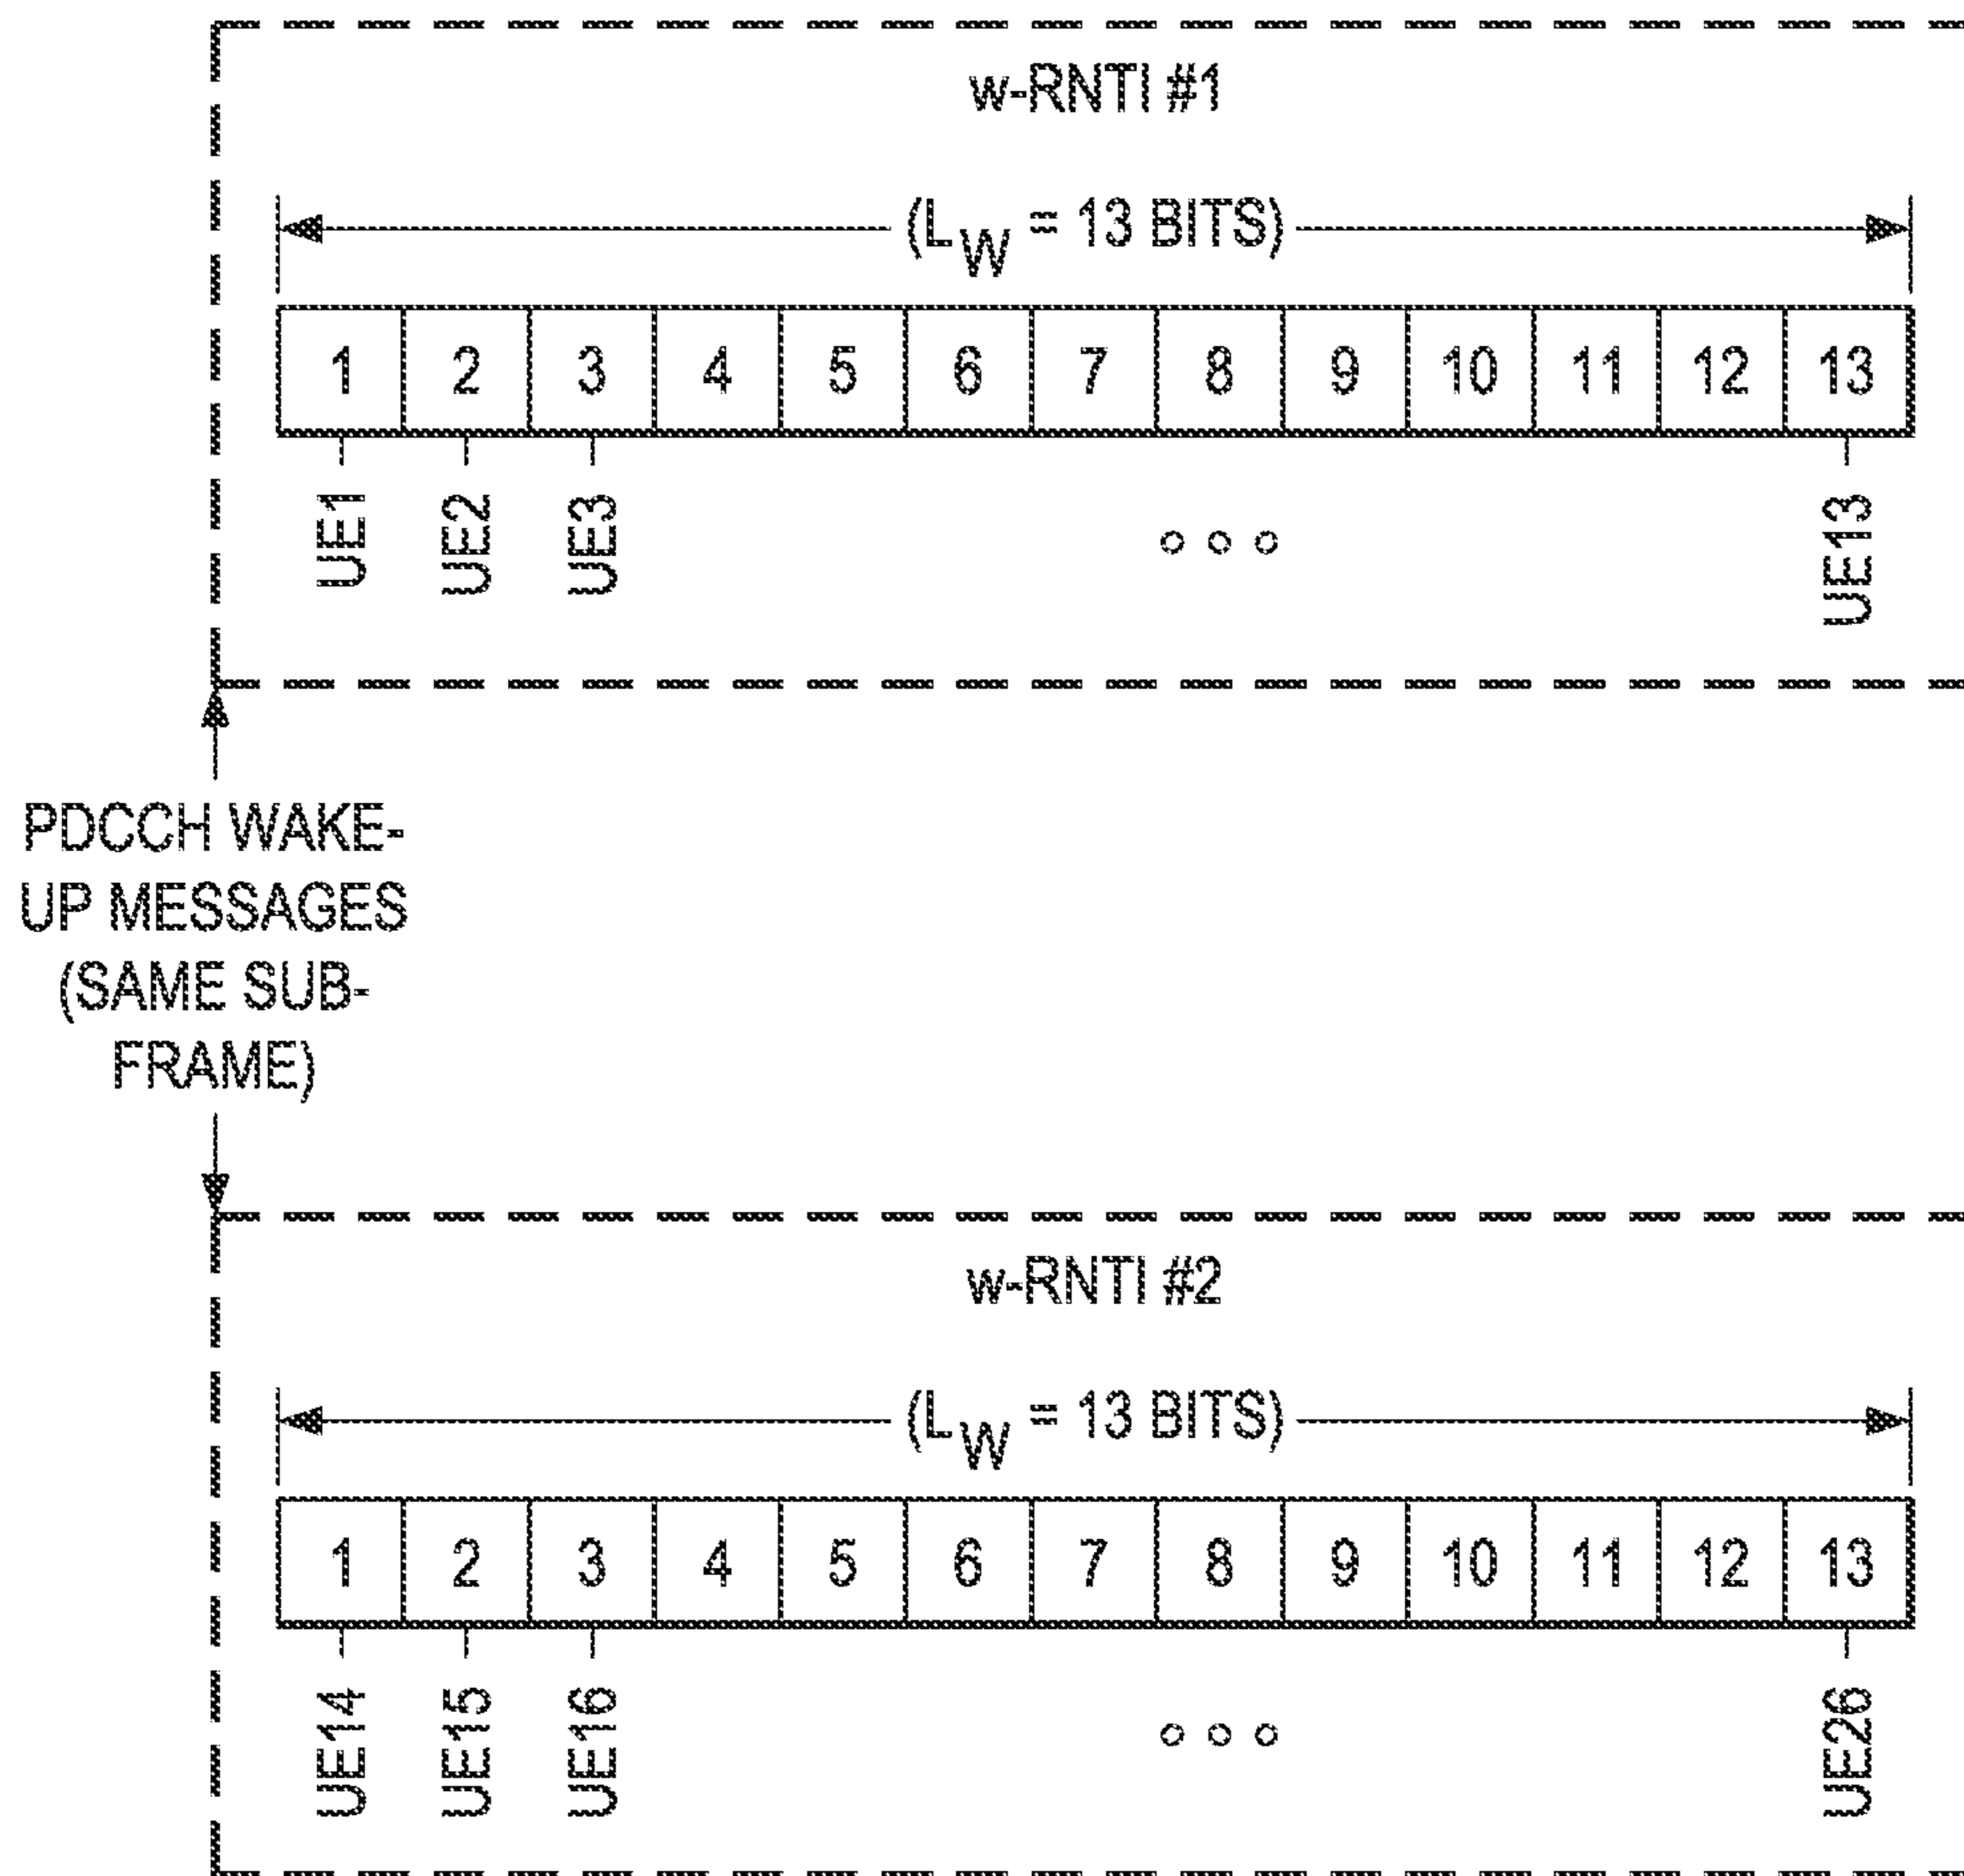 w-RNTI #1
(LW = 13 BITS)
1 2 3 4 5 6 7 8 9 10 11 12 13
UE1 UE2 UE3 UE13
PDCCH WAKE-
UP MESSAGES
(SAME SUB-
FRAME)
w-RNTI #2
(LW = 13 BITS)
1 2 3 4 5 6 7 8 9 10 11 12 13
UE14 UE15 UE16 UE26